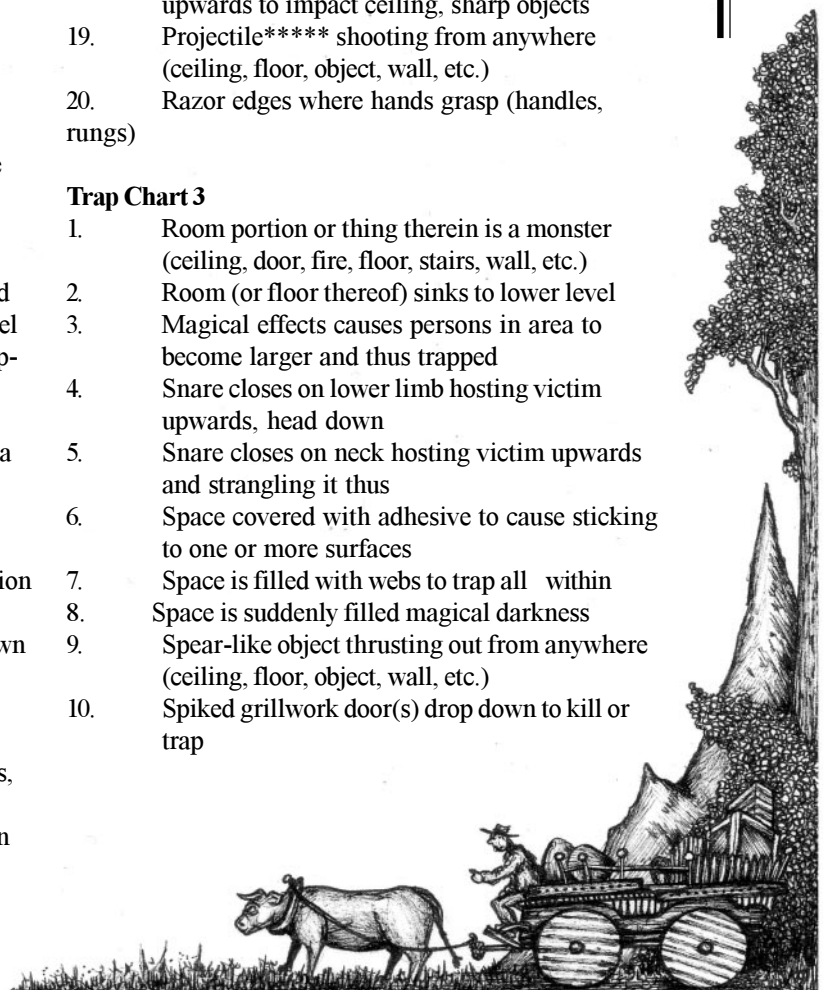 upwards to impact ceiling, sharp objects
19. Projectile***** shooting from anywhere
(ceiling, floor, object, wall, etc.)
20. Razor edges where hands grasp (handles,
rungs)
Trap Chart 3
1. Room portion or thing therein is a monster
(ceiling, door, fire, floor, stairs, wall, etc.)
2. Room (or floor thereof) sinks to lower level
3. Magical effects causes persons in area to
become larger and thus trapped
4. Snare closes on lower limb hosting victim
upwards, head down
5. Snare closes on neck hosting victim upwards
and strangling it thus
6. Space covered with adhesive to cause sticking
to one or more surfaces
7. Space is filled with webs to trap all within
8. Space is suddenly filled magical darkness
9. Spear-like object thrusting out from anywhere
(ceiling, floor, object, wall, etc.)
10. Spiked grillwork door(s) drop down to kill or
trap